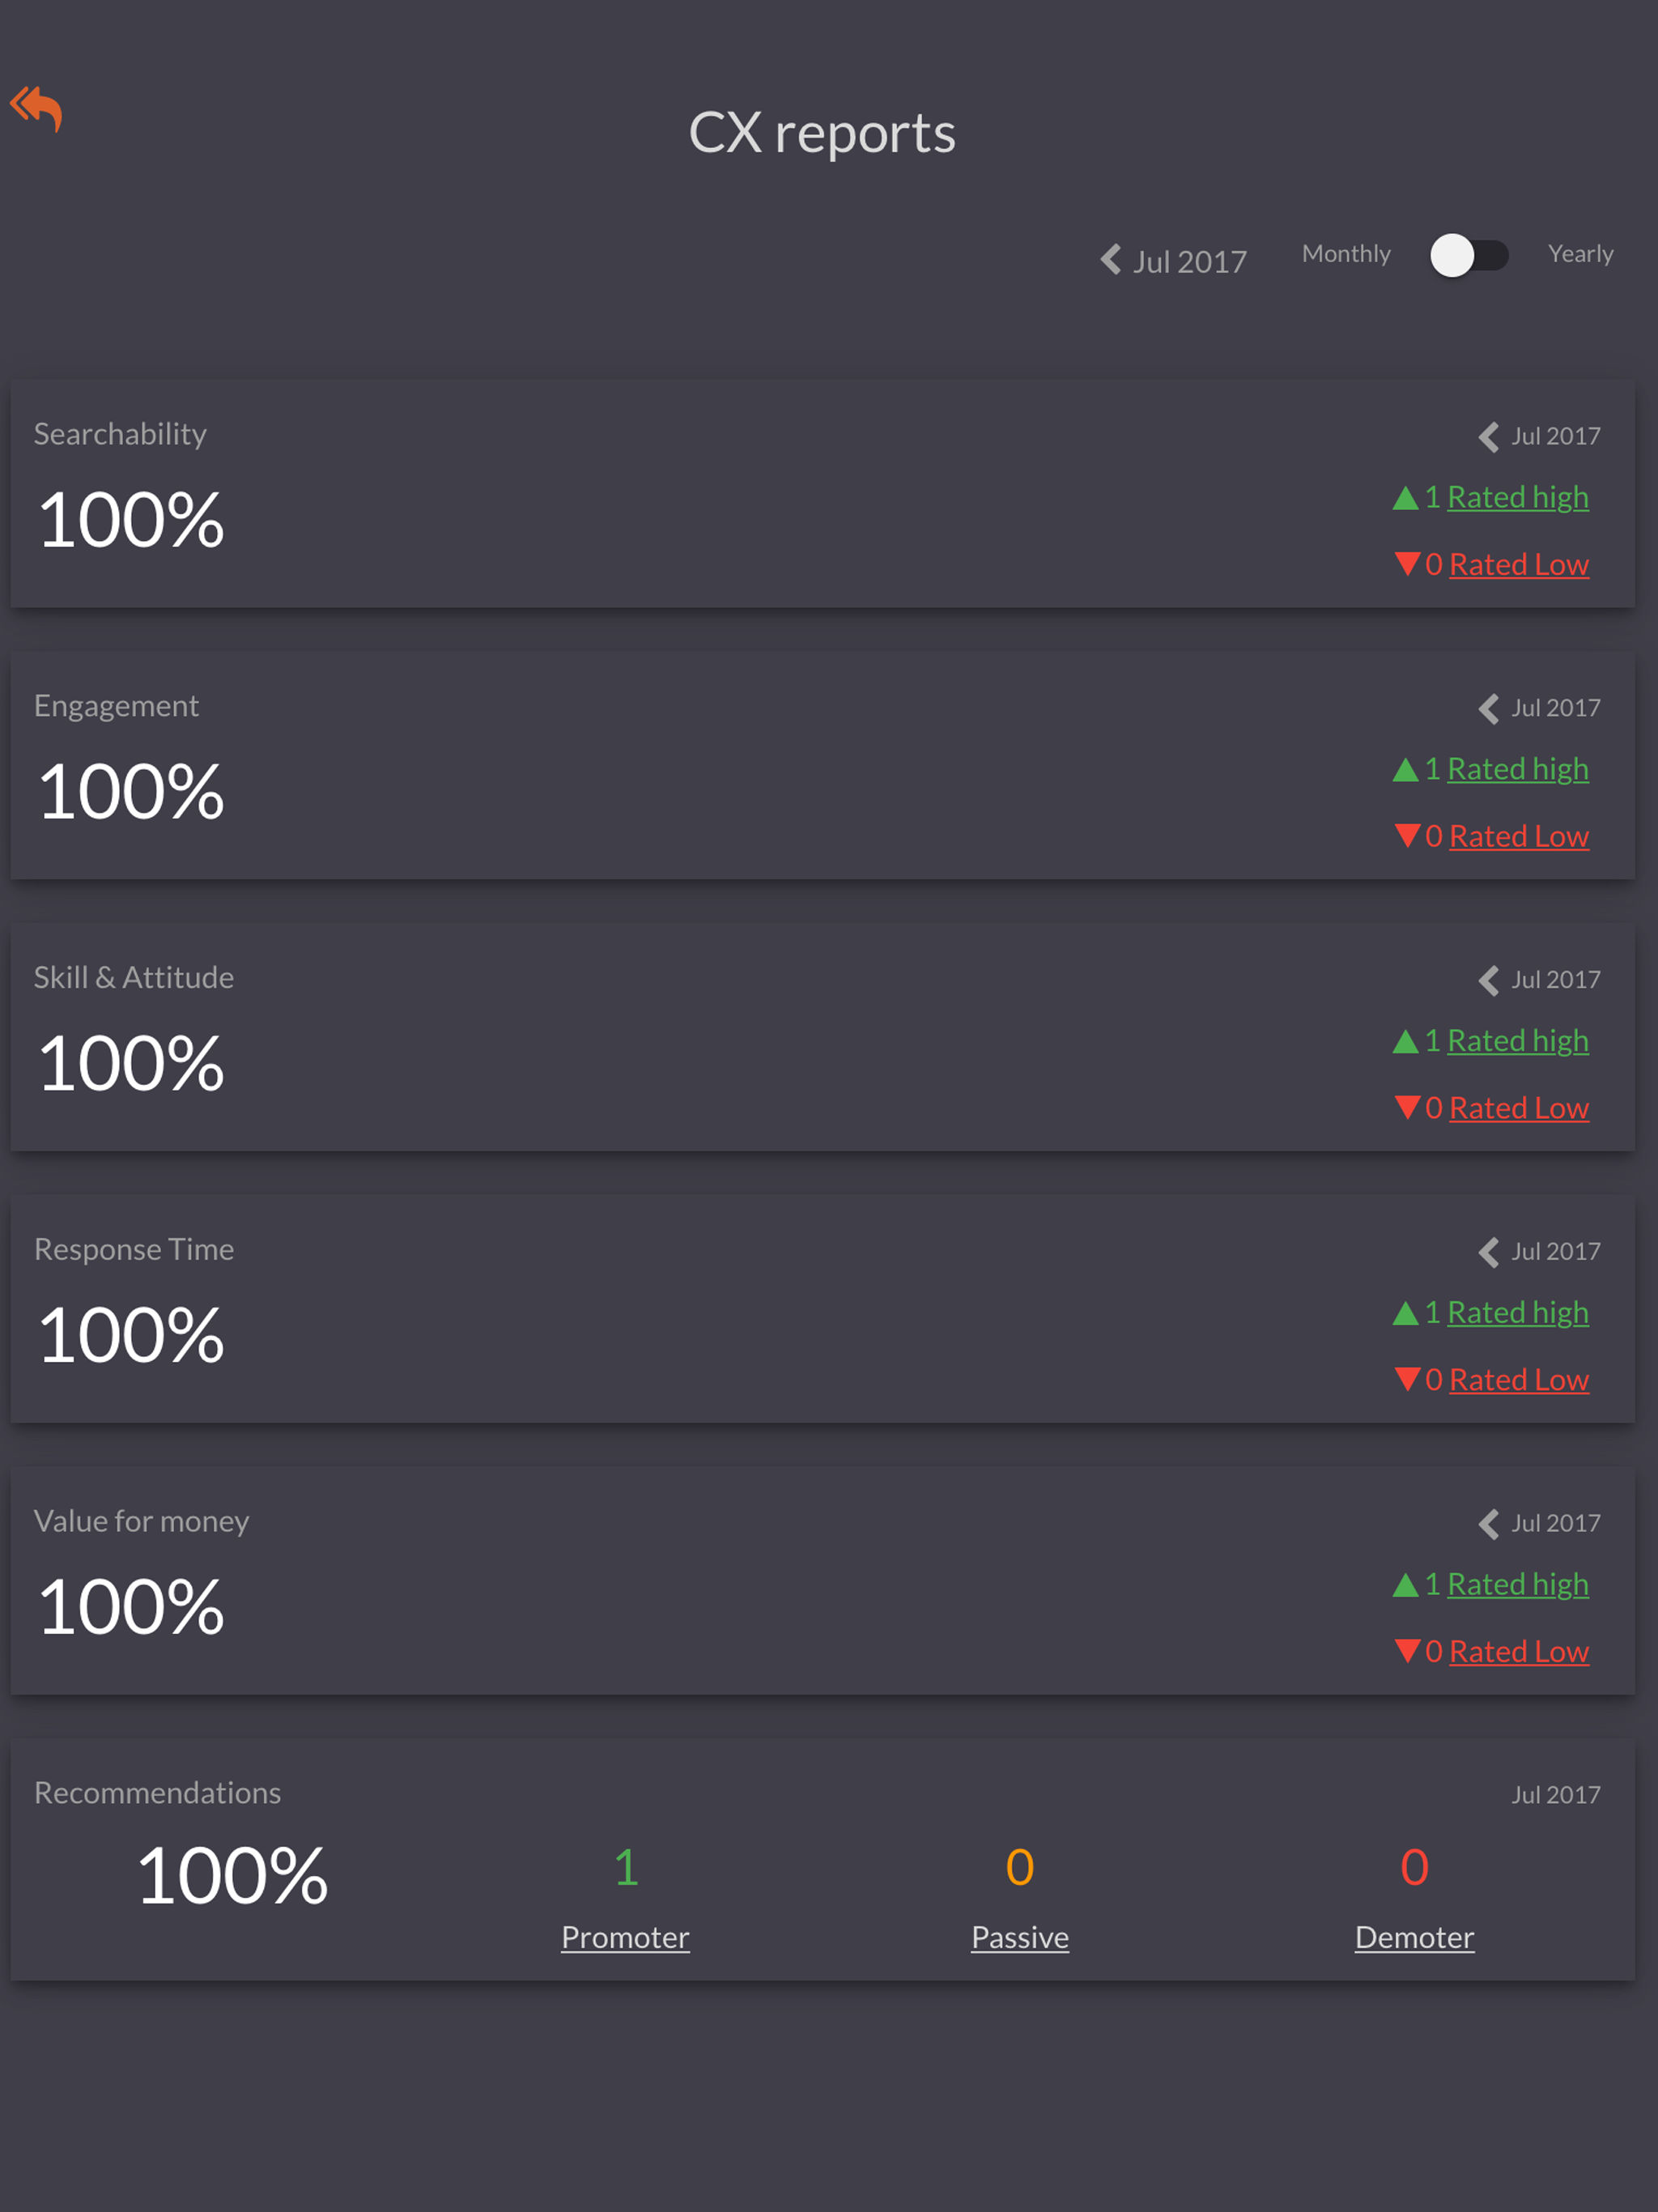 CX reports
Jul 2017 Monthly Yearly
Searchability Jul 2017
100% 1 Rated high
0 Rated Low
Engagement Jul 2017
100% 1 Rated high
0 Rated Low
Skill & Attitude Jul 2017
100% 1 Rated high
0 Rated Low
Response Time Jul 2017
100% 1 Rated high
0 Rated Low
Value for money Jul 2017
100% 1 Rated high
0 Rated Low
Recommendations Jul 2017
100% 1 0 0
Promoter Passive Demoter